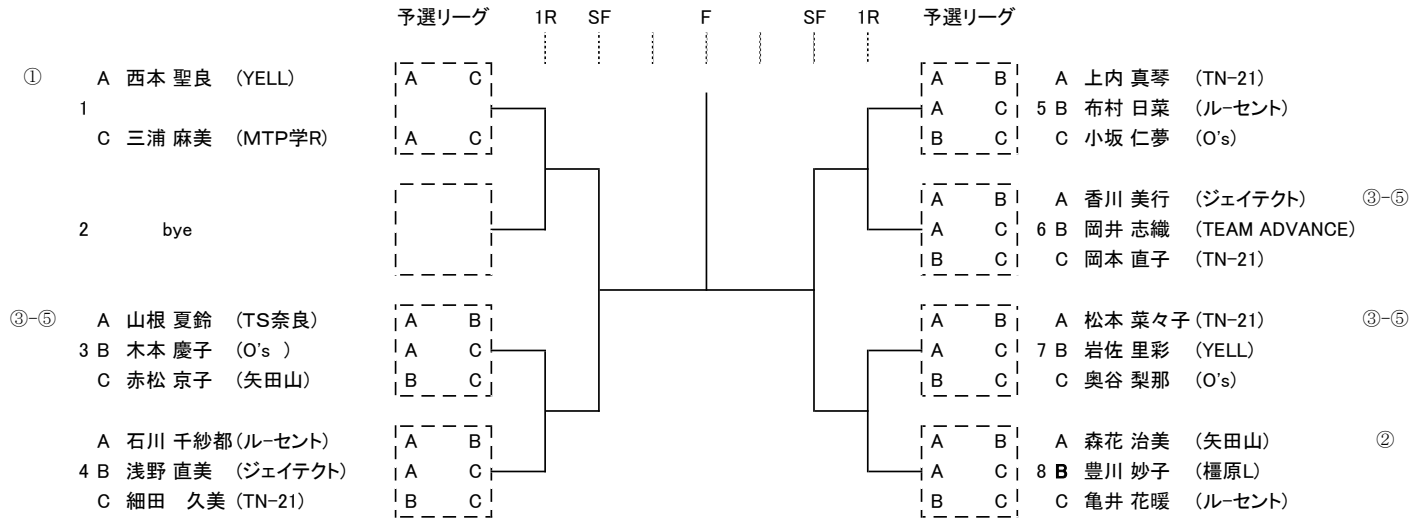 予選リーグ 1R SF F SF 1R 予選リーグ
① A 西本 聖良 (YELL) A C A B A 上内 真琴 (TN-21)
1 A C 5 B 布村 日菜 (ルｰセント)
C 三浦 麻美 (MTP学R) A C B C C 小坂 仁夢 (O's)
A B A 香川 美行 (ジェイテクト) ③-⑤
2 bye A C 6 B 岡井 志織 (TEAM ADVANCE)
B C C 岡本 直子 (TN-21)
③-⑤ A 山根 夏鈴 (TS奈良) A B A B A 松本 菜々子 (TN-21) ③-⑤
3 B 木本 慶子 (O's ) A C A C 7 B 岩佐 里彩 (YELL)
C 赤松 京子 (矢田山) B C B C C 奥谷 梨那 (O's)
A 石川 千紗都 (ルｰセント) A B A B A 森花 治美 (矢田山) ②
4 B 浅野 直美 (ジェイテクト) A C A C 8 B 豊川 妙子 (橿原L)
C 細田 久美 (TN-21) B C B C C 亀井 花暖 (ルｰセント)